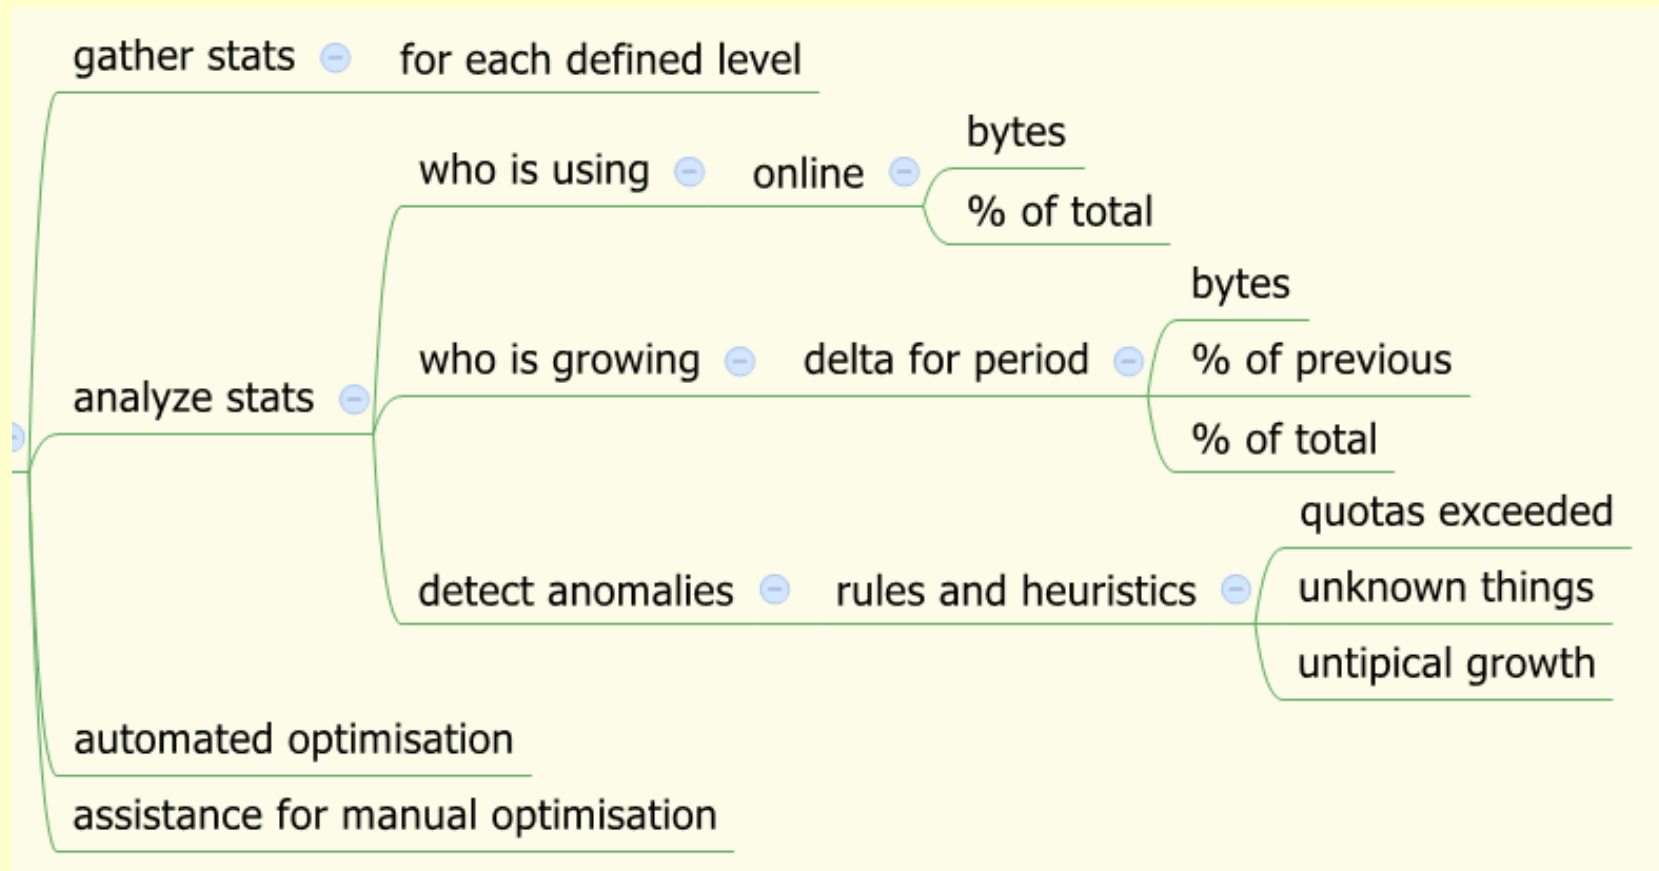 gather stats
for each defined level
analyze stats
who is using
online
bytes
% of total
who is growing
delta for period
bytes
% of previous
% of total
detect anomalies
rules and heuristics
quotas exceeded
unknown things
untipical growth
automated optimisation
assistance for manual optimisation